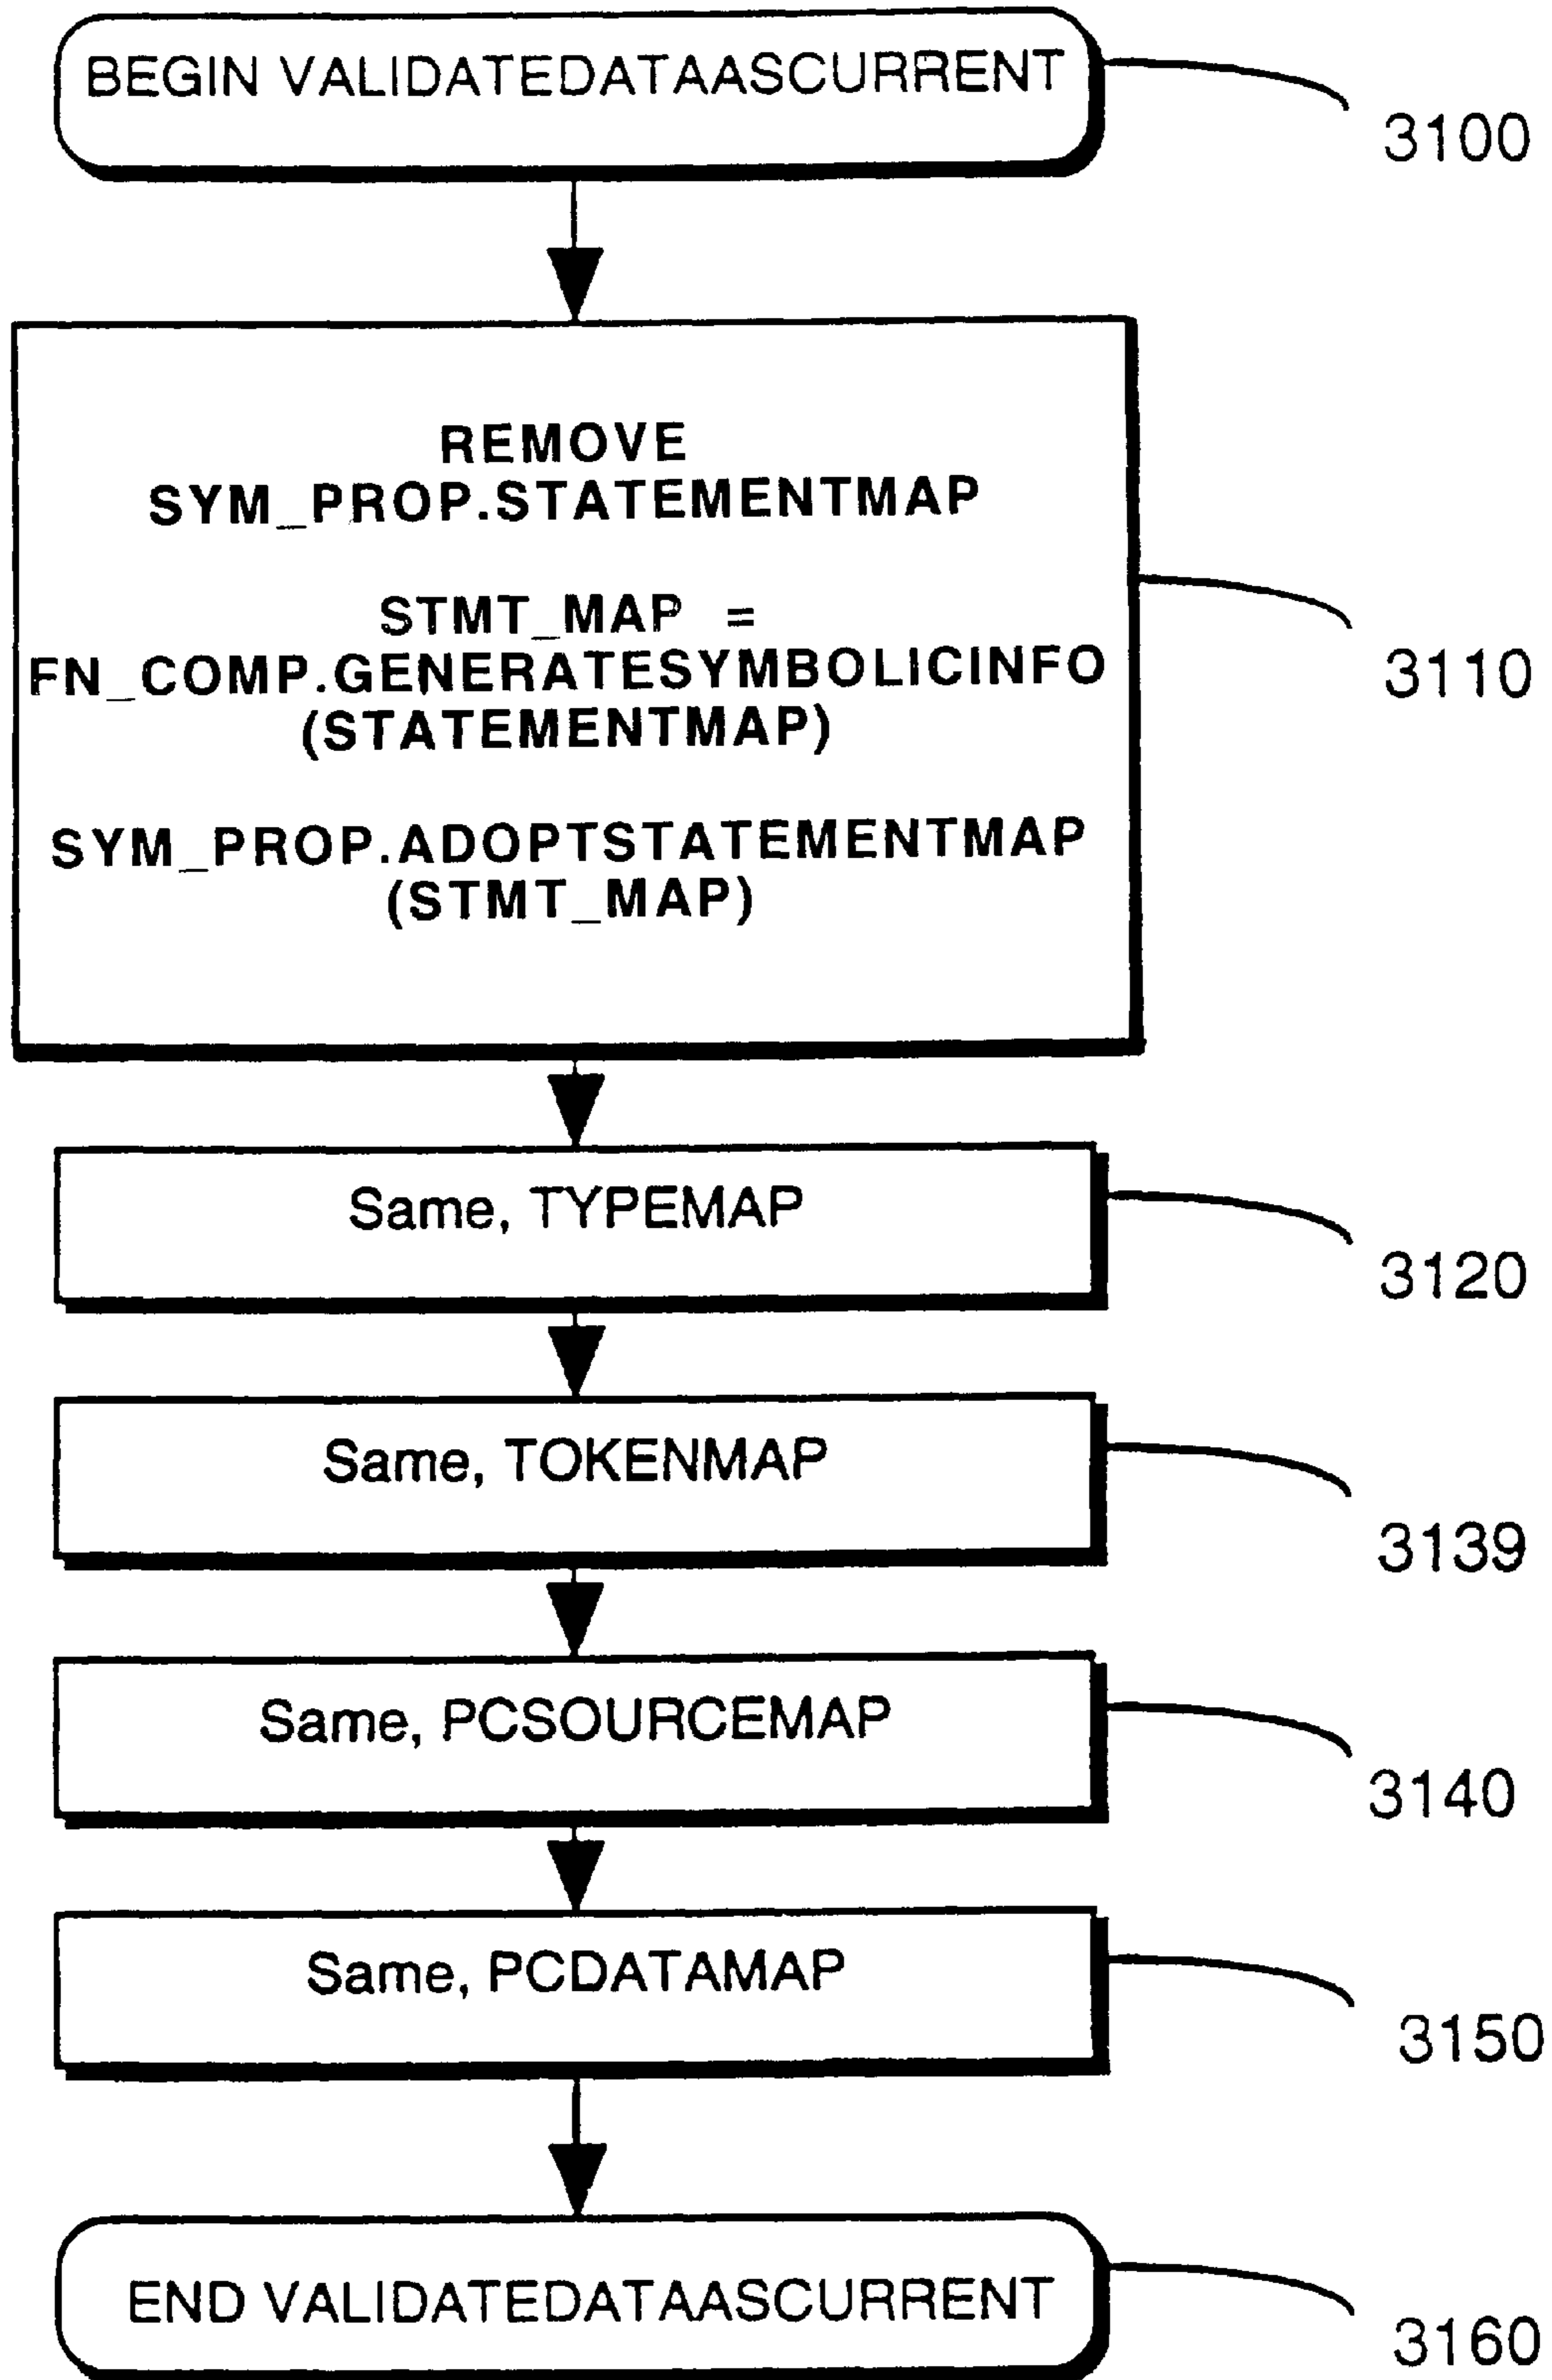 BEGIN VALIDATEDATAASCURRENT
3100
REMOVE
SYM_PROP.STATEMENTMAP
STMT_MAP =
FN_COMP.GENERATESYMBOLICINFO
(STATEMENTMAP)
SYM_PROP.ADOPTSTATEMENTMAP
(STMT_MAP)
3110
Same, TYPEMAP
3120
Same, TOKENMAP
3139
Same, PCSOURCEMAP
3140
Same, PCDATAMAP
3150
END VALIDATEDATAASCURRENT
3160